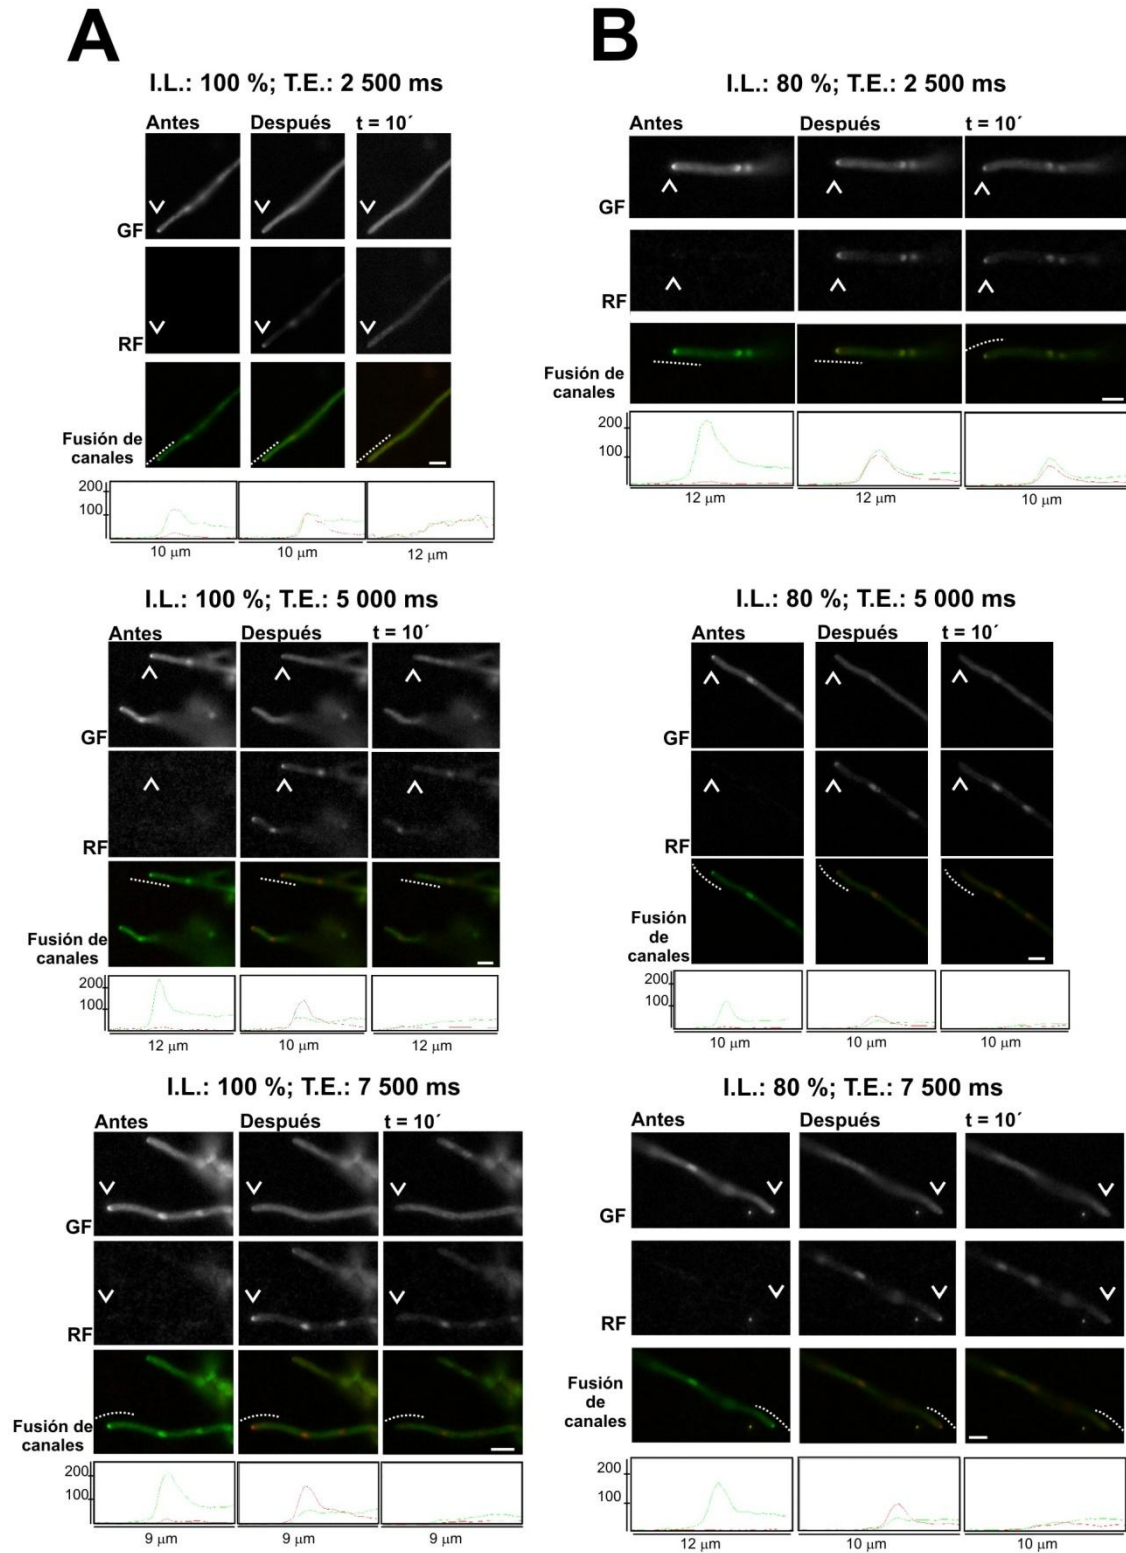 A
I.L.: 100 %; T.E.: 2 500 ms
Antes Después t = 10´
GF
RF
Fusión de
canales
200
100
10 µm 10 µm 12 µm
I.L.: 100 %; T.E.: 5 000 ms
Antes Después t = 10´
GF
RF
Fusión de
canales
200
100
12 µm 10 µm 12 µm
I.L.: 100 %; T.E.: 7 500 ms
Antes Después t = 10´
GF
RF
Fusión de
canales
200
100
9 µm 9 µm 9 µm
B
I.L.: 80 %; T.E.: 2 500 ms
Antes Después t = 10´
GF
RF
Fusión de
canales
200
100
12 µm 12 µm 10 µm
I.L.: 80 %; T.E.: 5 000 ms
Antes Después t = 10´
GF
RF
Fusión
de
canales
200
100
10 µm 10 µm 10 µm
I.L.: 80 %; T.E.: 7 500 ms
Antes Después t = 10´
GF
RF
Fusión
de
canales
200
100
12 µm 10 µm 10 µm